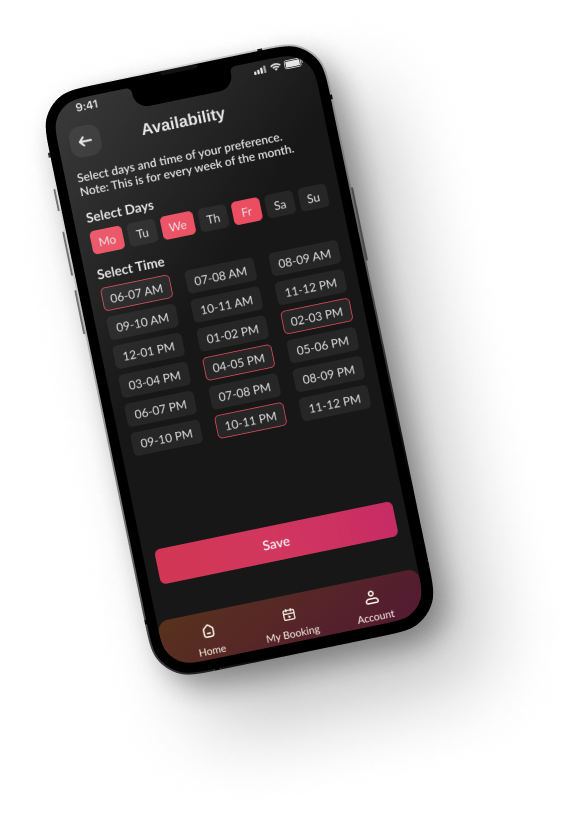 9:41
Availability
Select days and time of your preference.
Note: This is for every week of the month.
Select Days
Mo Tu We Th Fr Sa Su
Select Time
06-07 AM 07-08 AM 08-09 AM
09-10 AM 10-11 AM 11-12 PM
12-01 PM 01-02 PM 02-03 PM
03-04 PM 04-05 PM 05-06 PM
06-07 PM 07-08 PM 08-09 PM
09-10 PM 10-11 PM 11-12 PM
Save
Home My Booking Account